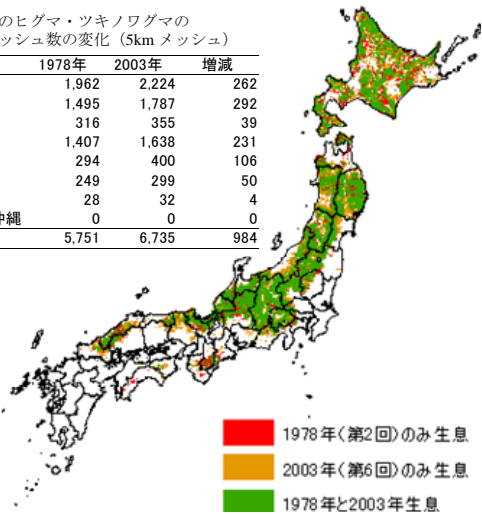 のヒグマ・ツキノワグマの
ッシュ数の変化（5km メッシュ）
1978年 2003年 増減
1,962 2,224 262
1,495 1,787 292
316 355 39
1,407 1,638 231
294 400 106
249 299 50
28 32 4
沖縄 0 0 0
5,751 6,735 984
1978年（第2回）のみ生息
2003年（第6回）のみ生息
1978年と2003年生息